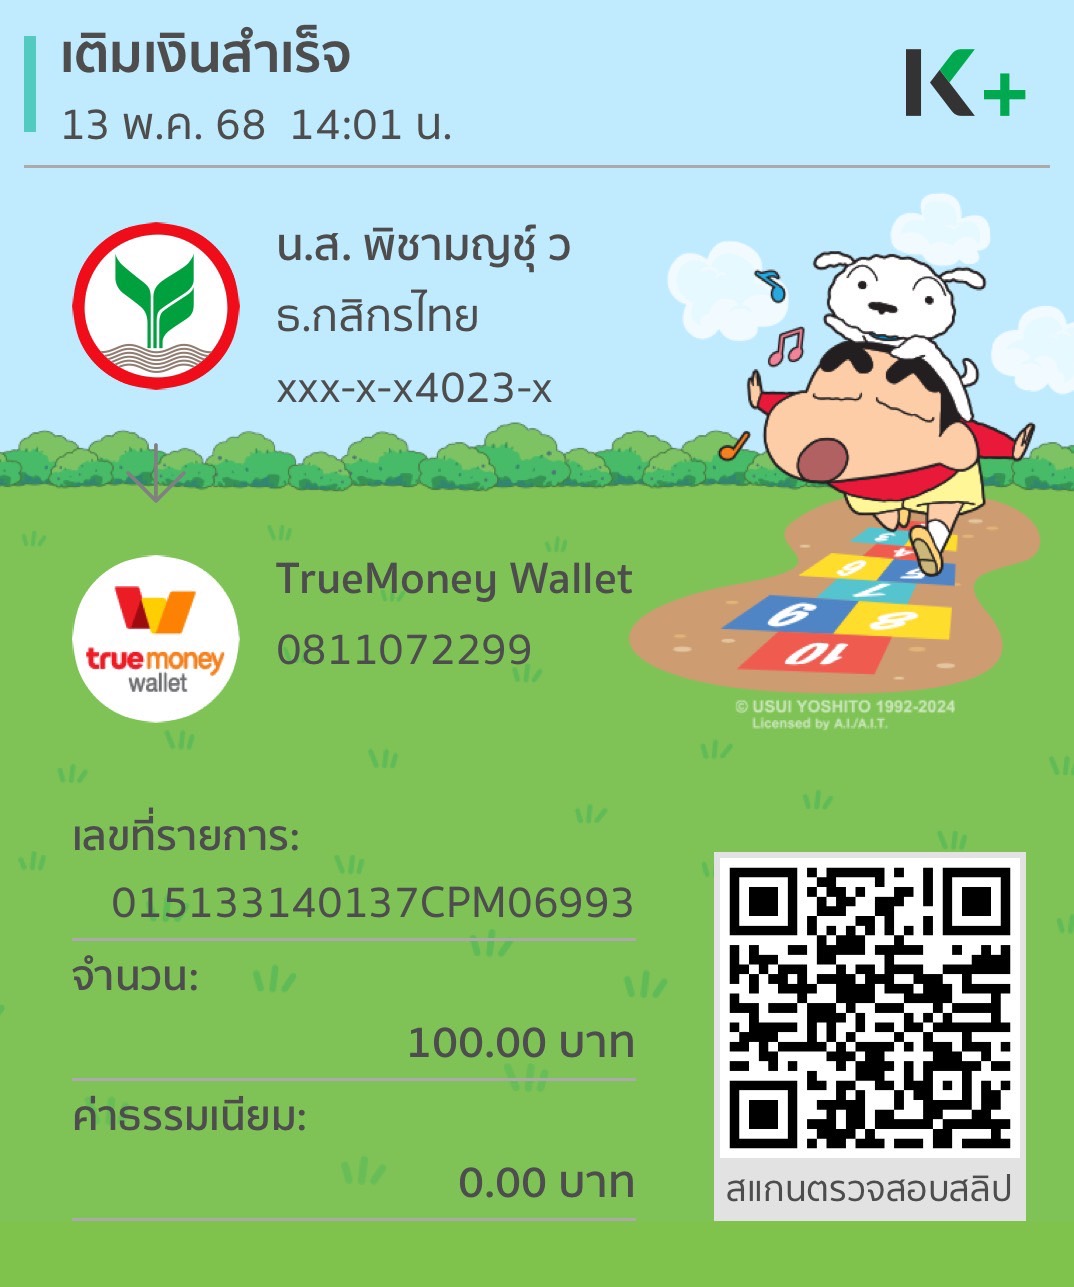 เติมเงินสำเร็จ
13 พ.ค. 68 14:01 น.
K+
น.ส. พิชามญชุ์ ว
ธ.กสิกรไทย
xxx-x-x4023-x
TrueMoney Wallet
0811072299
truemoney
wallet
3
4
5
6
7
8
9
10
© USUI YOSHITO 1992-2024
Licensed by A.I./A.I.T.
เลขที่รายการ:
015133140137CPM06993
จำนวน:
100.00 บาท
ค่าธรรมเนียม:
0.00 บาท
สแกนตรวจสอบสลิป